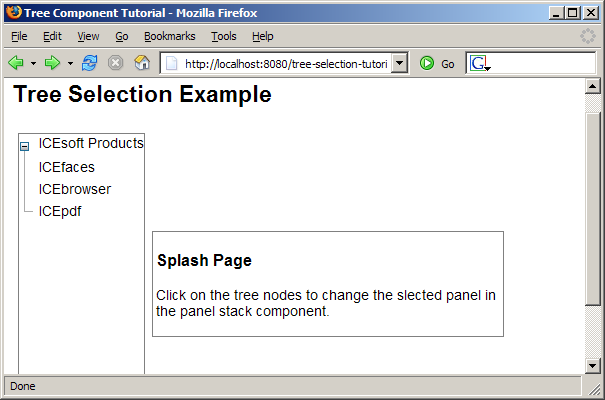 Tree Component Tutorial - Mozilla Firefox
File Edit View Go Bookmarks Tools Help
http://localhost:8080/tree-selection-tutori Go G
Tree Selection Example
ICEsoft Products
ICEfaces
ICEbrowser
ICEpdf
Splash Page
Click on the tree nodes to change the slected panel in
the panel stack component.
Done